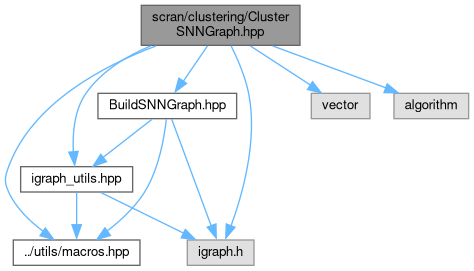 scran/clustering/Cluster
SNNGraph.hpp
BuildSNNGraph.hpp
vector
algorithm
igraph_utils.hpp
../utils/macros.hpp
igraph.h